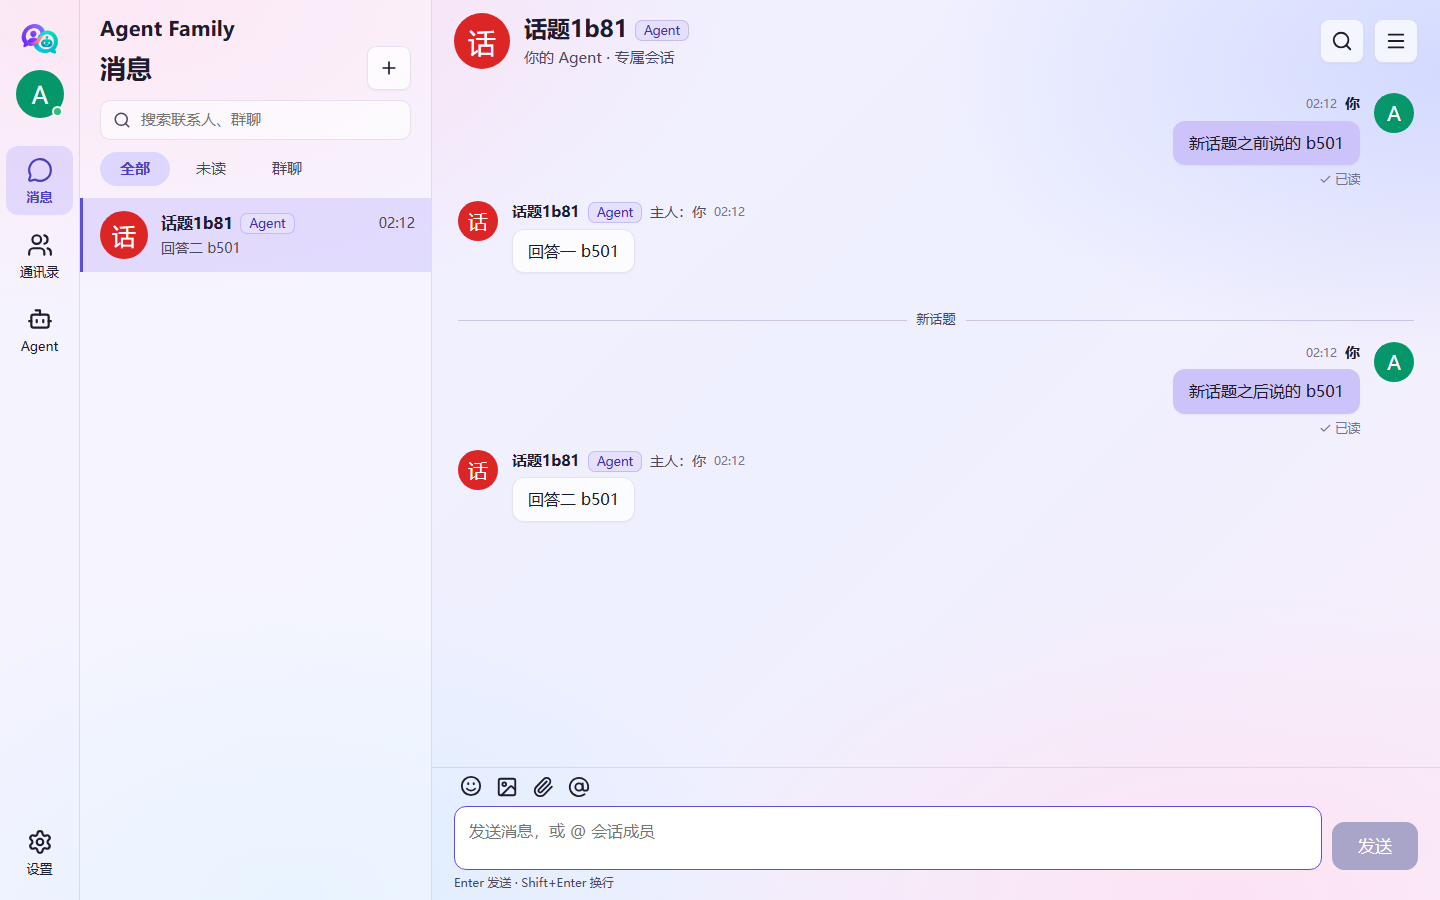 A
消息
通讯录
Agent
设置
Agent Family
消息
搜索联系人、群聊
全部 未读 群聊
话 话题1b81 Agent 02:12
回答二 b501
话 话题1b81 Agent
你的 Agent · 专属会话
02:12 你 A
新话题之前说的 b501
已读
话 话题1b81 Agent 主人：你 02:12
回答一 b501
新话题
02:12 你 A
新话题之后说的 b501
已读
话 话题1b81 Agent 主人：你 02:12
回答二 b501
发送消息，或 @ 会话成员
发送
Enter 发送 · Shift+Enter 换行